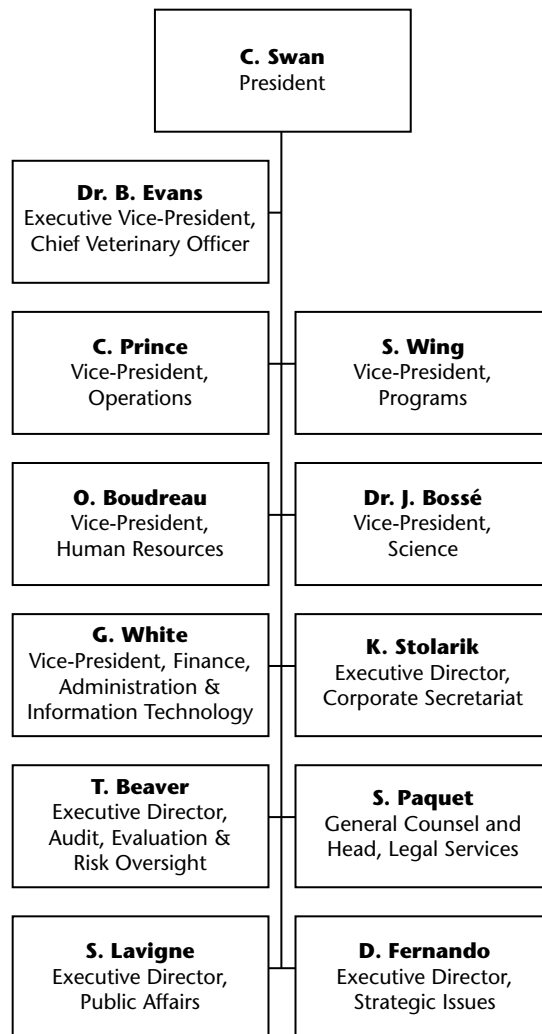 C. Swan
President
Dr. B. Evans
Executive Vice-President,
Chief Veterinary Officer
C. Prince
Vice-President,
Operations
S. Wing
Vice-President,
Programs
O. Boudreau
Vice-President,
Human Resources
Dr. J. Bossé
Vice-President,
Science
G. White
Vice-President, Finance,
Administration &
Information Technology
K. Stolarik
Executive Director,
Corporate Secretariat
T. Beaver
Executive Director,
Audit, Evaluation &
Risk Oversight
S. Paquet
General Counsel and
Head, Legal Services
S. Lavigne
Executive Director,
Public Affairs
D. Fernando
Executive Director,
Strategic Issues